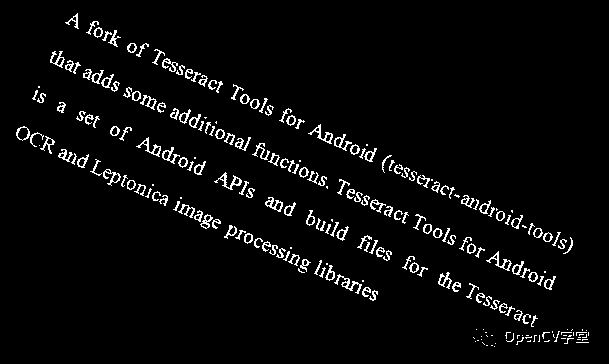 A fork of Tesseract Tools for Android (tesseract-android-tools)
that adds some additional functions. Tesseract Tools for Android
is a set of Android APIs and build files for the Tesseract
OCR and Leptonica image processing libraries
OpenCV学堂